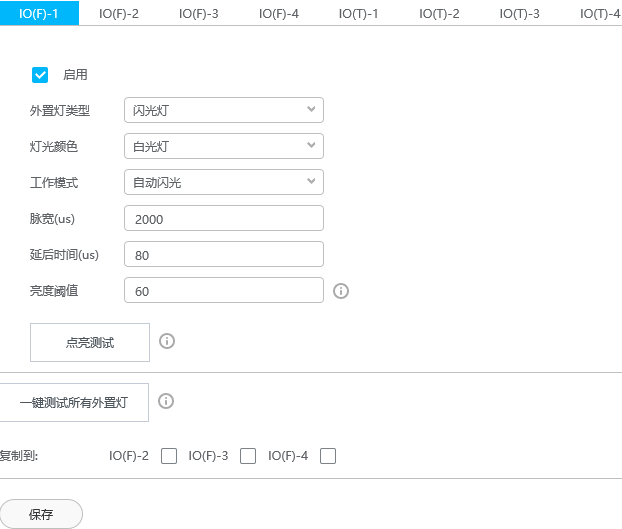 IO(F)-1 IO(F)-2 IO(F)-3 IO(F)-4 IO(T)-1 IO(T)-2 IO(T)-3 IO(T)-4
启用
外置灯类型 闪光灯
灯光颜色 白光灯
工作模式 自动闪光
脉宽(us) 2000
延后时间(us) 80
亮度阈值 60
点亮测试
一键测试所有外置灯
复制到: IO(F)-2 IO(F)-3 IO(F)-4
保存